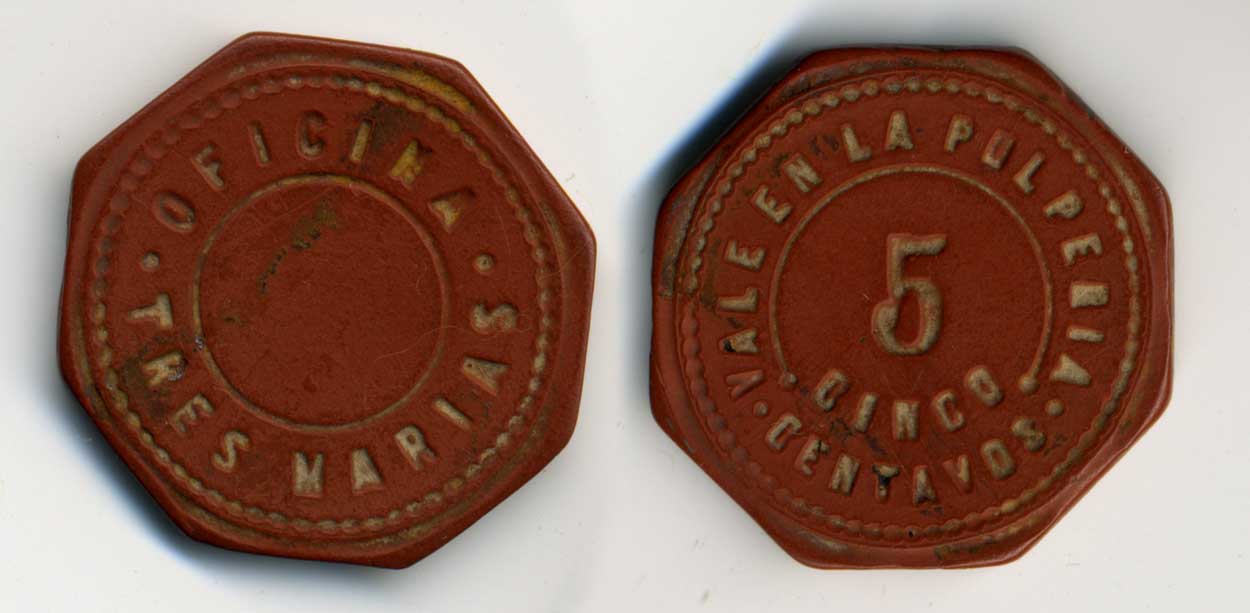 · OFICINA ·
TRES MARIAS
VALE EN LA PULPERIA
5
CINCO
· CENTAVOS ·